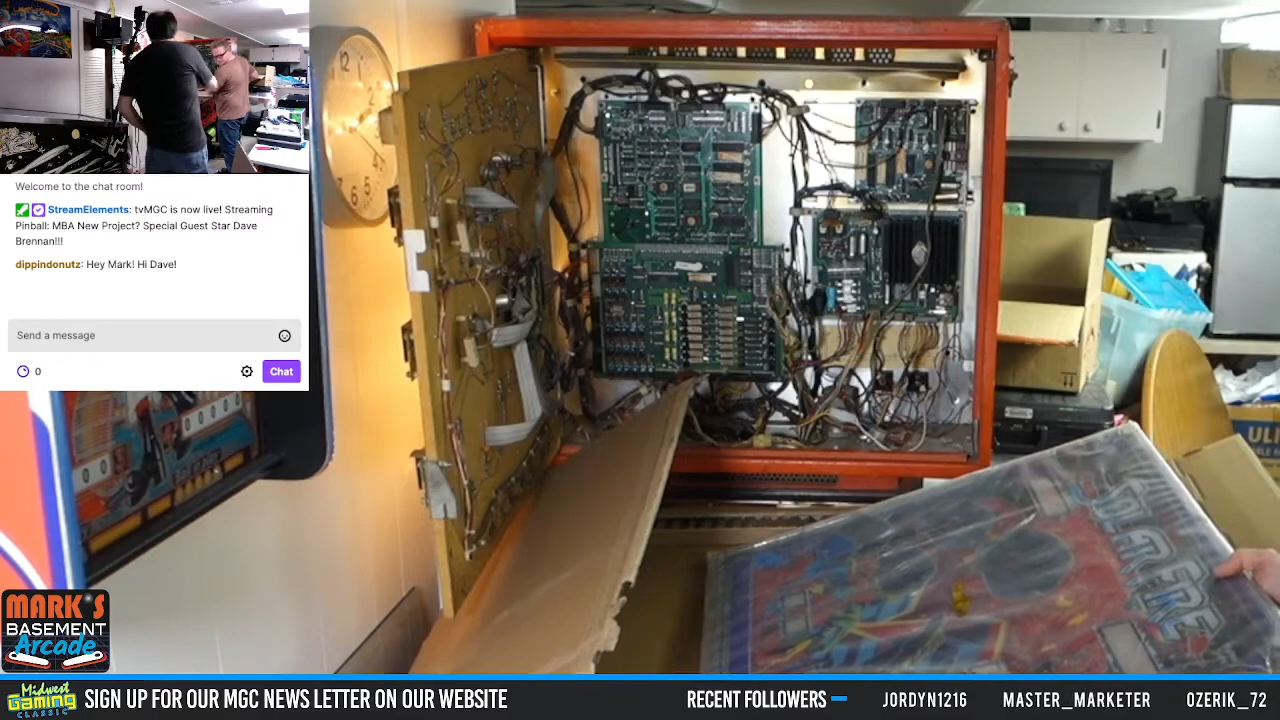 Welcome to the chat room!
StreamElements: tvMGC is now live! Streaming
Pinball: MBA New Project? Special Guest Star Dave
Brennan!!!
dippindonutz: Hey Mark! Hi Dave!
Send a message
0
Chat
ULI
MARK'S
BASEMENT
Arcade
Midwest
Gaming
CLASSIC
SIGN UP FOR OUR MGC NEWS LETTER ON OUR WEBSITE
RECENT FOLLOWERS
JORDYN1216
MASTER_MARKETER
OZERIK_72